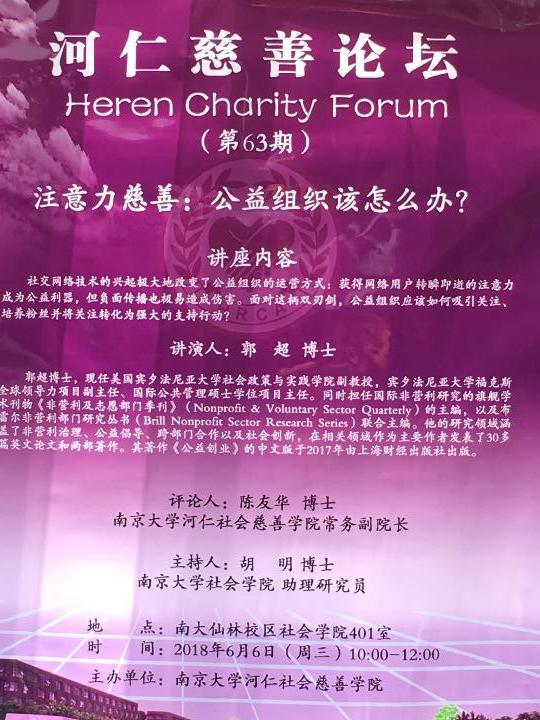 河仁慈善论坛
Heren Charity Forum
（第63期）
注意力慈善：公益组织该怎么办？
讲座内容
社交网络技术的兴起极大地改变了公益组织的运营方式：获得网络用户转瞬即逝的注意力
成为公益利器，但负面传播也极易造成伤害。面对这柄双刃剑，公益组织应该如何吸引关注、
培养粉丝并将关注转化为强大的支持行动？
讲演人：郭 超 博士
郭超博士，现任美国宾夕法尼亚大学社会政策与实践学院副教授，宾夕法尼亚大学福克斯
全球领导力项目副主任、国际公共管理硕士学位项目主任。同时担任国际非营利研究的旗舰学
术刊物《非营利及志愿部门季刊》（Nonprofit & Voluntary Sector Quarterly）的主编，以及布
雷尔非营利部门研究丛书（Brill Nonprofit Sector Research Series）联合主编。他的研究领域涵
盖了非营利治理、公益倡导、跨部门合作以及社会创新，在相关领域作为主要作者发表了30多
篇英文论文和两部著作。其著作《公益创业》的中文版于2017年由上海财经出版社出版。
评论人：陈友华 博士
南京大学河仁社会慈善学院常务副院长
主持人：胡 明 博士
南京大学社会学院 助理研究员
地 点：南大仙林校区社会学院401室
时 间：2018年6月6日（周三）10:00-12:00
主办单位：南京大学河仁社会慈善学院